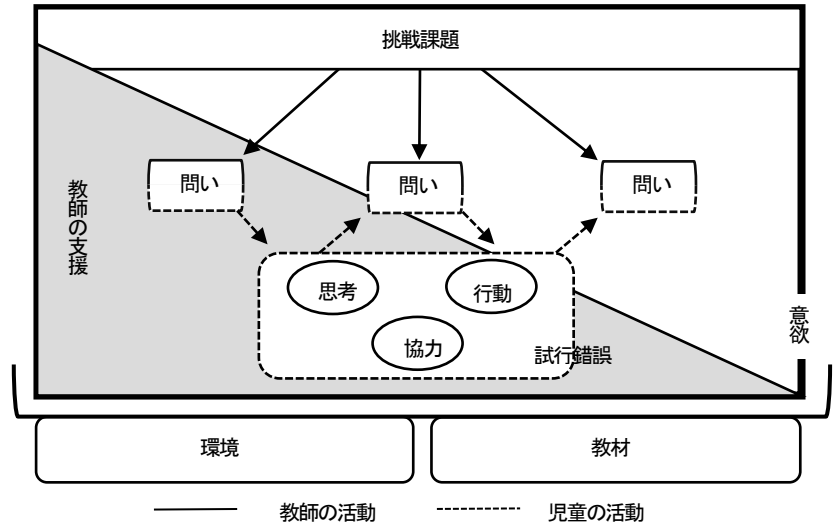 挑戦課題
問い
問い
問い
教師の支援
思考
行動
協力
試行錯誤
意欲
環境
教材
教師の活動
児童の活動